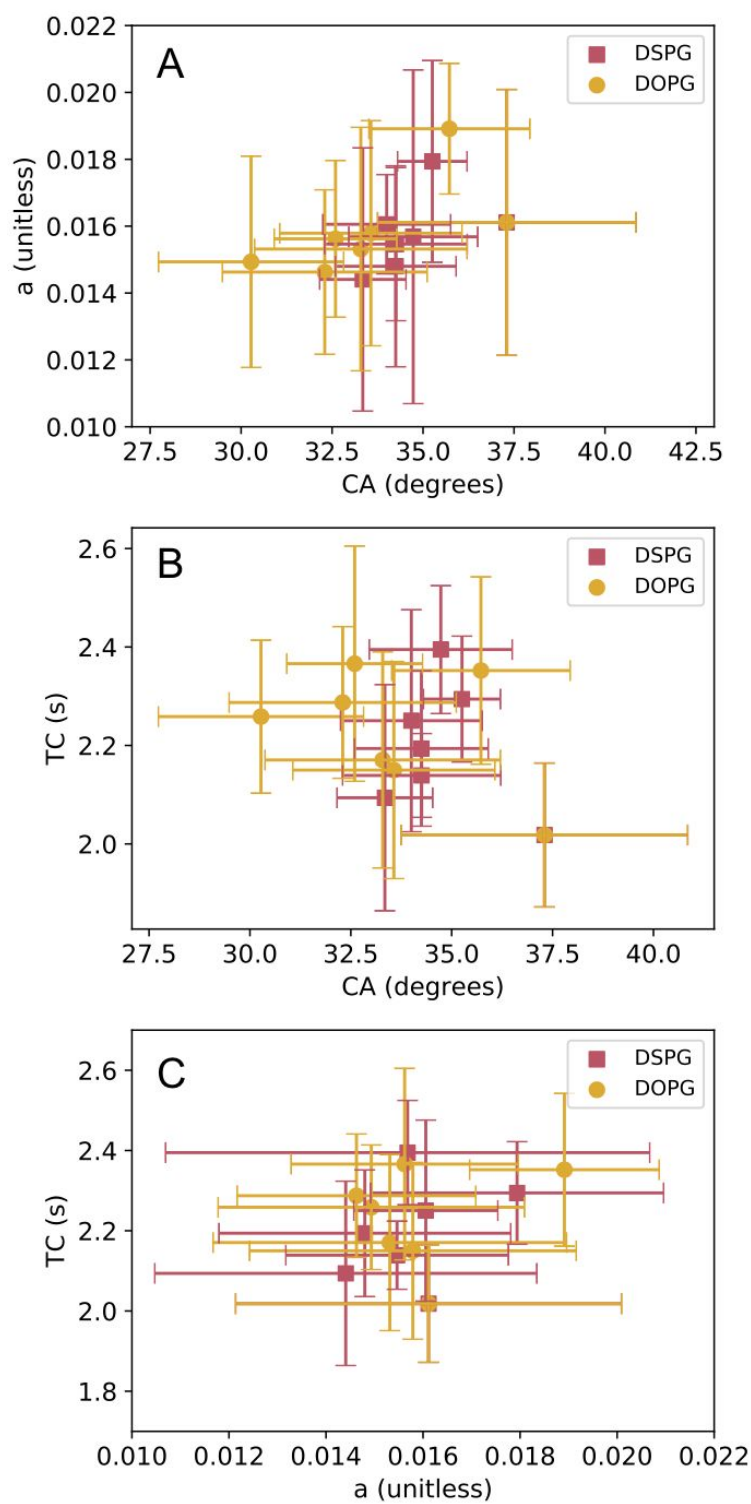 A
DSPG
DOPG
0.022
0.020
0.018
0.016
0.014
0.012
0.010
a (unitless)
27.5 30.0 32.5 35.0 37.5 40.0 42.5
CA (degrees)
B
DSPG
DOPG
2.6
2.4
2.2
2.0
TC (s)
27.5 30.0 32.5 35.0 37.5 40.0
CA (degrees)
C
DSPG
DOPG
2.6
2.4
2.2
2.0
1.8
TC (s)
0.010 0.012 0.014 0.016 0.018 0.020 0.022
a (unitless)